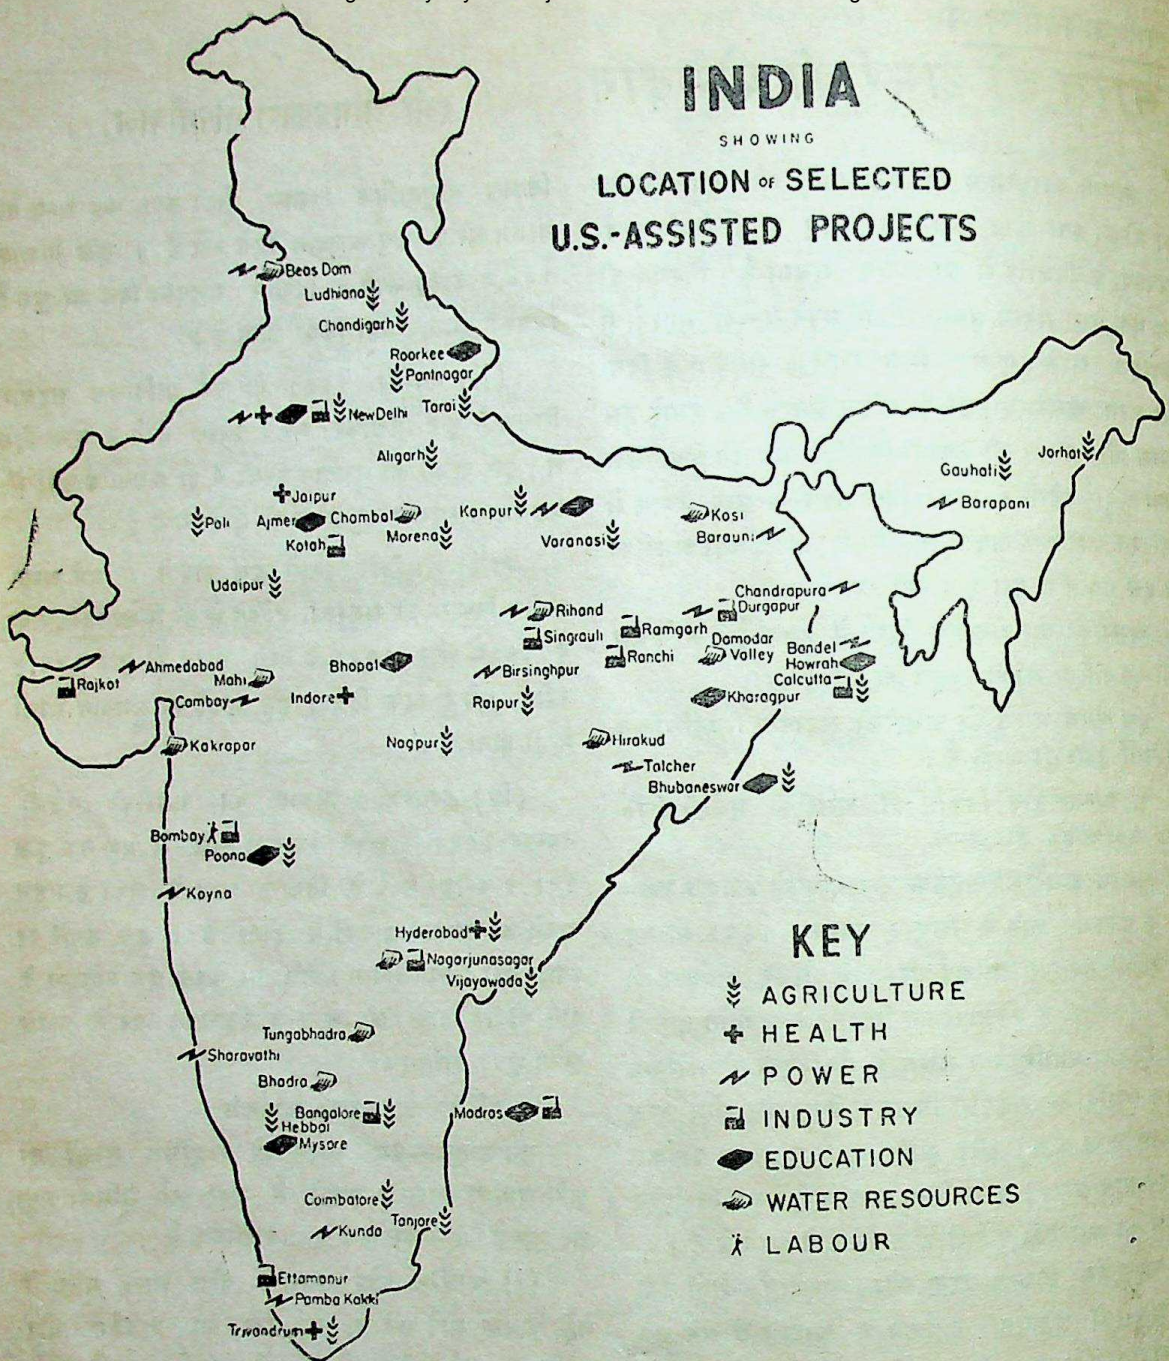 INDIA
SHOWING
LOCATION OF SELECTED
U.S.-ASSISTED PROJECTS
Beas Dam
Ludhiana
Chandigarh
Roorkee
Pantnagar
New Delhi
Tarai
Aligarh
Jorhat
Gauhati
Barapani
Jaipur
Pali
Ajmer
Chambal
Kanpur
Kosi
Kotah
Morena
Varanasi
Barauni
Udaipur
Chandrapura
Rihand
Durgapur
Singrauli
Ramgarh
Damodar
Valley
Bandel
Howrah
Ahmedabad
Bhopal
Birsinghpur
Ranchi
Calcutta
Rajkot
Mahi
Cambay
Indore
Raipur
Kharagpur
Kakrapar
Nagpur
Hirakud
Talcher
Bhubaneswar
Bombay
Poona
Koyna
Hyderabad
Nagarjunasagar
Vijayawada
Tungabhadra
Sharavathi
Bhadra
Bangalore
Hebbal
Madras
Mysore
Coimbatore
Kunda
Tanjore
Ettamanur
Pamba Kakki
Trivandrum
KEY
AGRICULTURE
HEALTH
POWER
INDUSTRY
EDUCATION
WATER RESOURCES
LABOUR